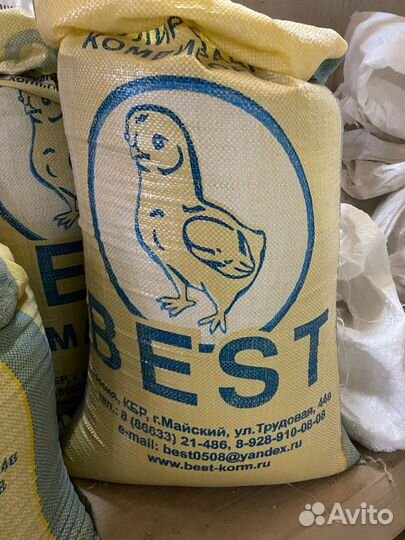 КОМБИКОРМ
BEST
КБР, г.Майский, ул.Трудовая, 44в
тел.: 8 (86633) 21-486, 8-928-910-08-08
e-mail: best0508@yandex.ru
www.best-korm.ru
Avito